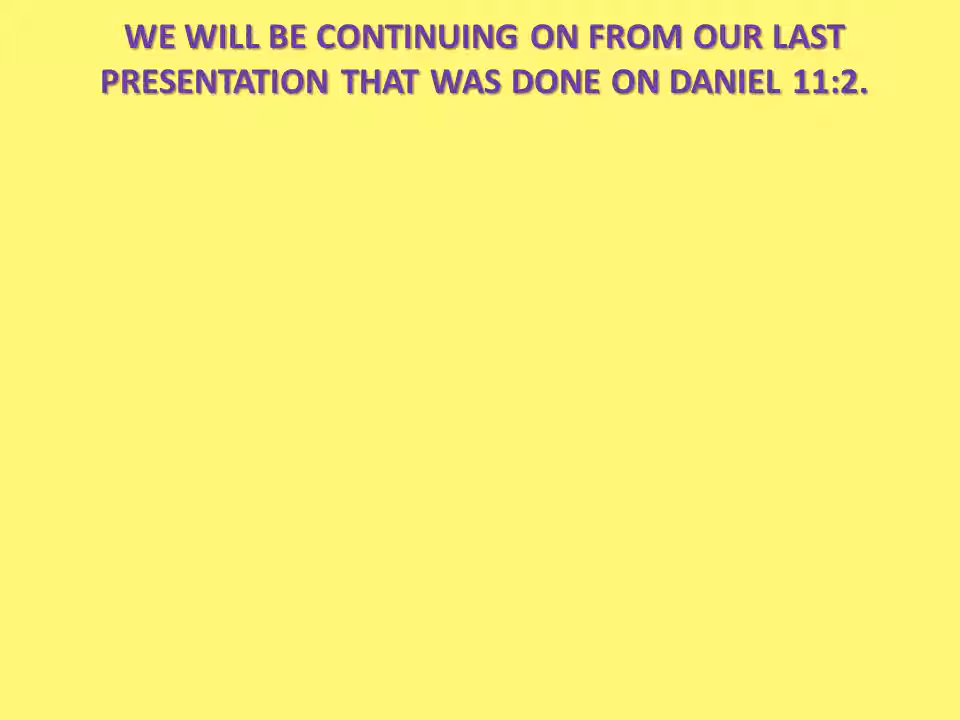 WE WILL BE CONTINUING ON FROM OUR LAST
PRESENTATION THAT WAS DONE ON DANIEL 11:2.